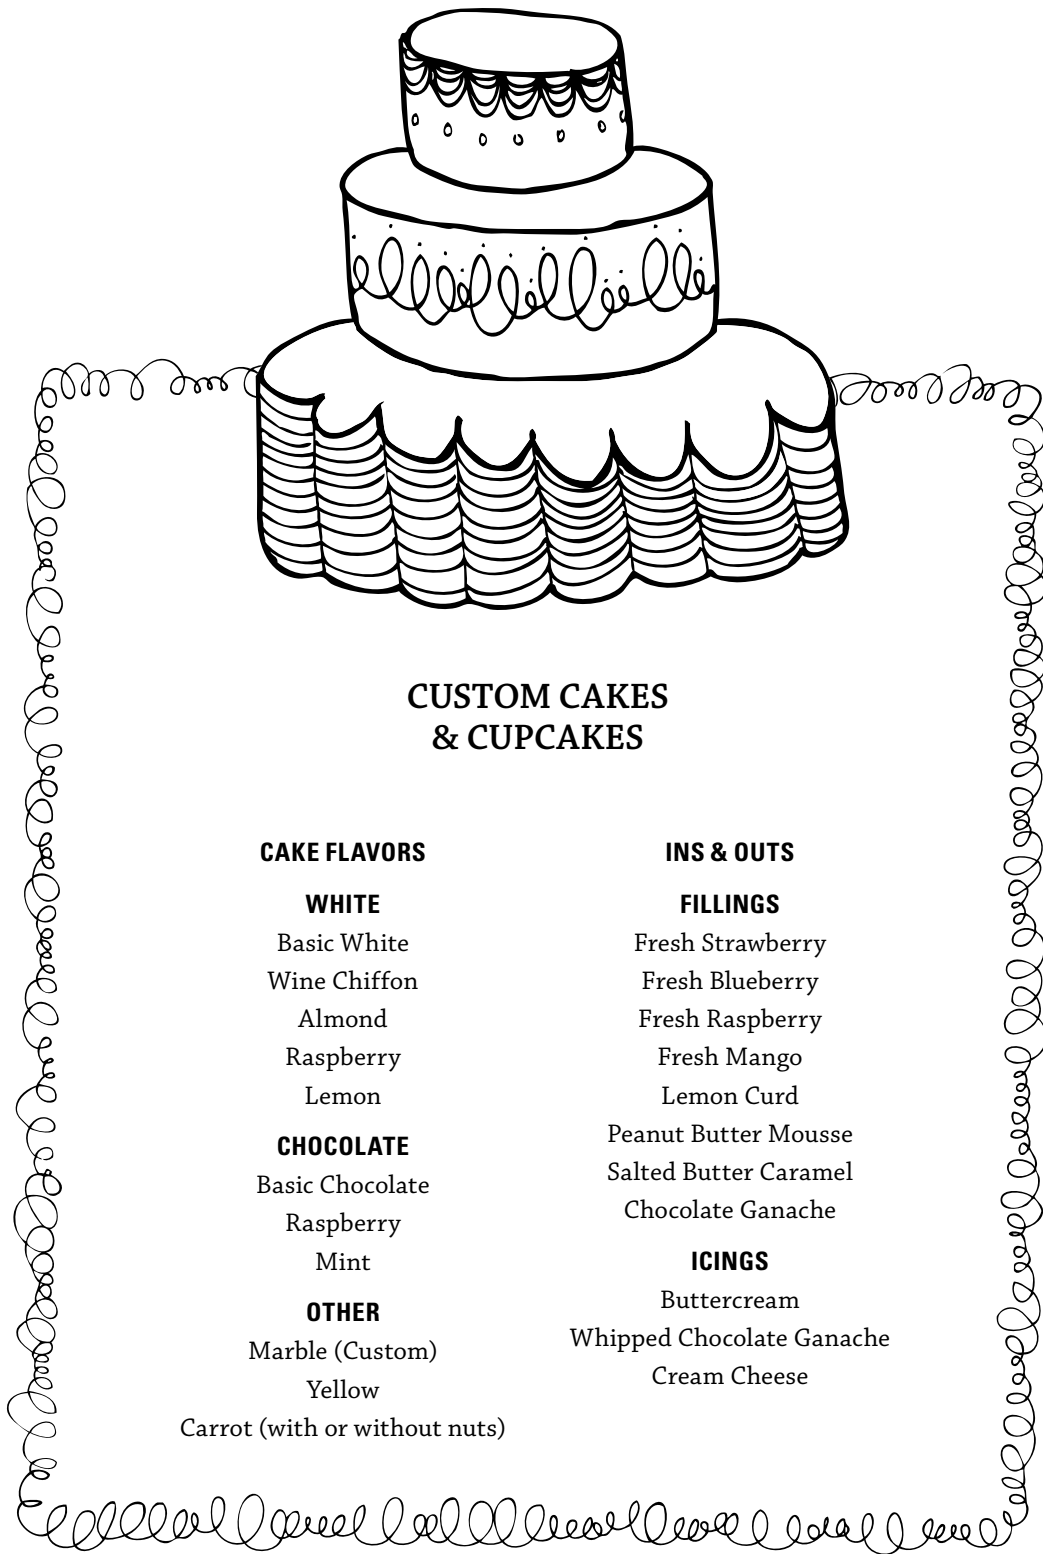 CUSTOM CAKES
& CUPCAKES
CAKE FLAVORS
WHITE
Basic White
Wine Chiffon
Almond
Raspberry
Lemon
CHOCOLATE
Basic Chocolate
Raspberry
Mint
OTHER
Marble (Custom)
Yellow
Carrot (with or without nuts)
INS & OUTS
FILLINGS
Fresh Strawberry
Fresh Blueberry
Fresh Raspberry
Fresh Mango
Lemon Curd
Peanut Butter Mousse
Salted Butter Caramel
Chocolate Ganache
ICINGS
Buttercream
Whipped Chocolate Ganache
Cream Cheese